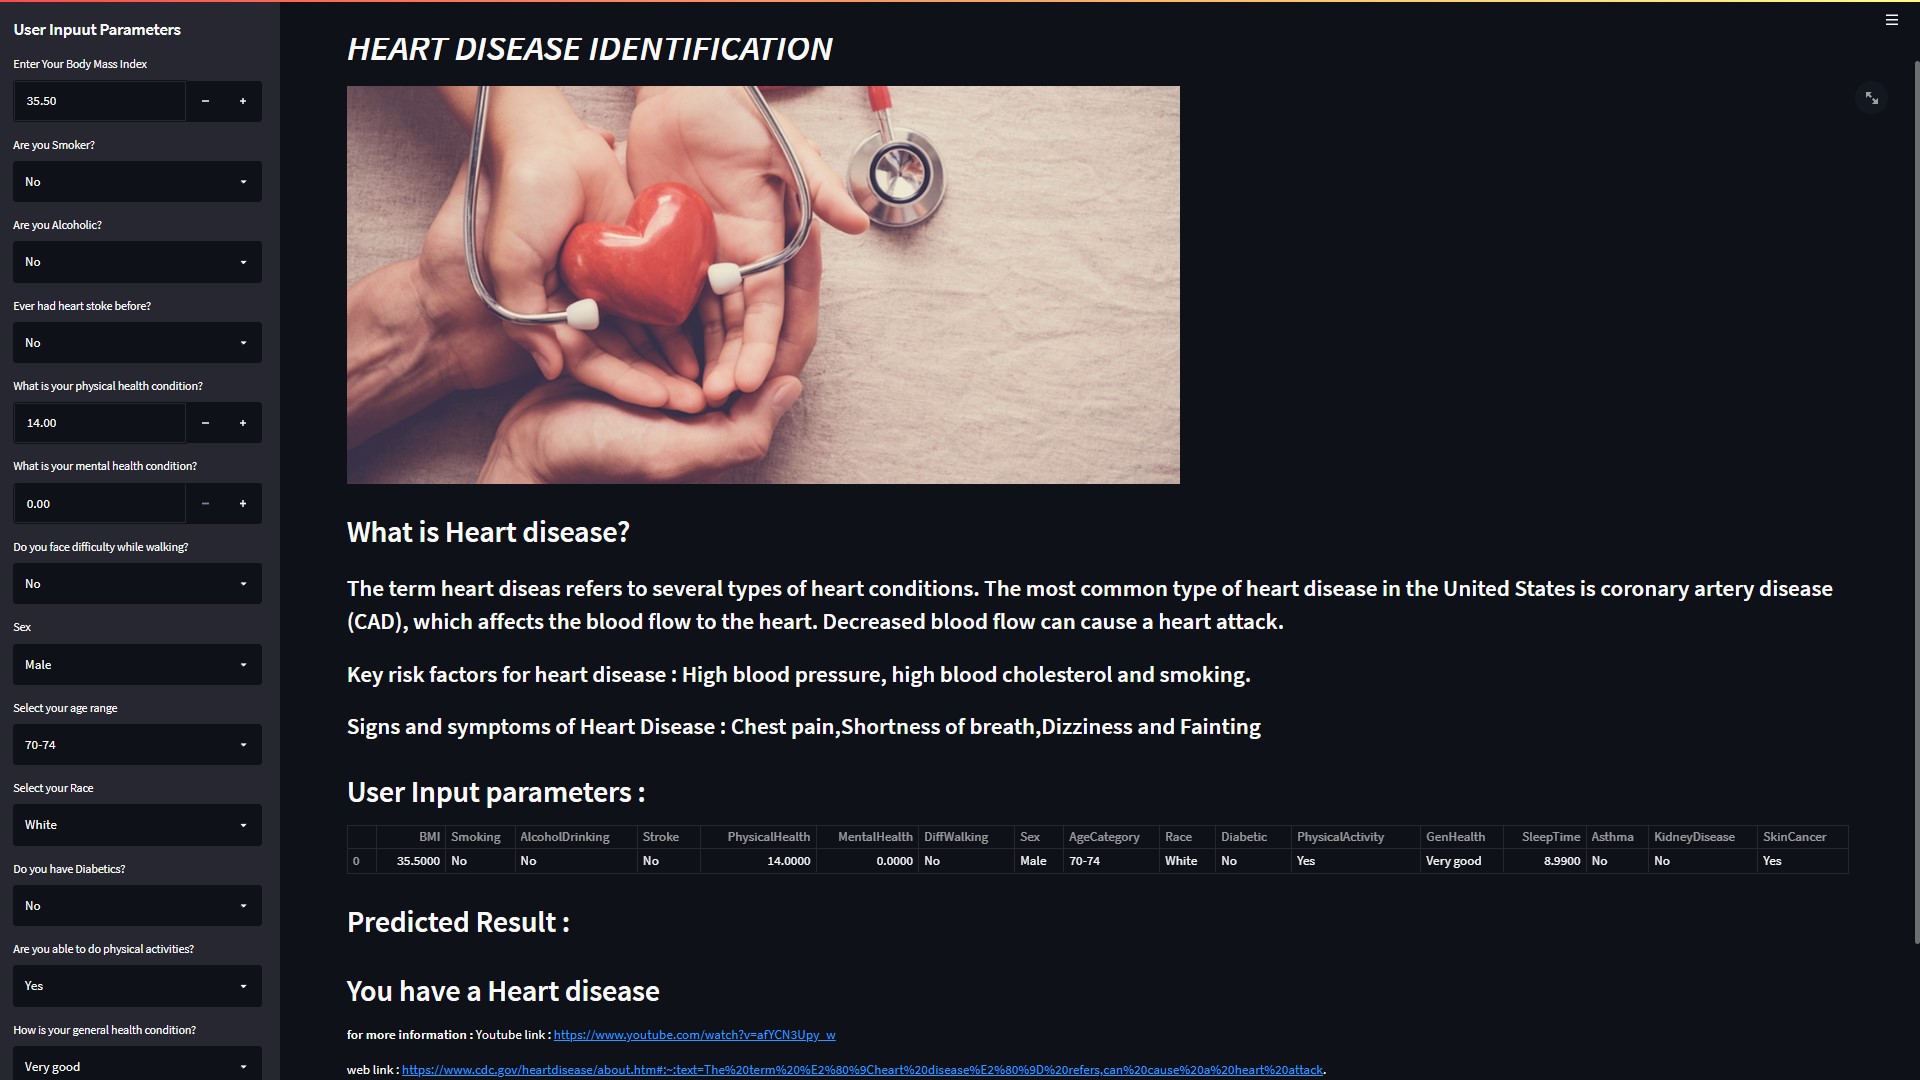 User Inpuut Parameters
Enter Your Body Mass Index
35.50
Are you Smoker?
No
Are you Alcoholic?
No
Ever had heart stoke before?
No
What is your physical health condition?
14.00
What is your mental health condition?
0.00
Do you face difficulty while walking?
No
Sex
Male
Select your age range
70-74
Select your Race
White
Do you have Diabetics?
No
Are you able to do physical activities?
Yes
How is your general health condition?
Very good
HEART DISEASE IDENTIFICATION
What is Heart disease?
The term heart diseas refers to several types of heart conditions. The most common type of heart disease in the United States is coronary artery disease
(CAD), which affects the blood flow to the heart. Decreased blood flow can cause a heart attack.
Key risk factors for heart disease : High blood pressure, high blood cholesterol and smoking.
Signs and symptoms of Heart Disease : Chest pain,Shortness of breath,Dizziness and Fainting
User Input parameters :
BMI Smoking AlcoholDrinking Stroke PhysicalHealth MentalHealth DiffWalking Sex AgeCategory Race Diabetic PhysicalActivity GenHealth SleepTime Asthma KidneyDisease SkinCancer
0 35.5000 No No No 14.0000 0.0000 No Male 70-74 White No Yes Very good 8.9900 No No Yes
Predicted Result :
You have a Heart disease
for more information : Youtube link : https://www.youtube.com/watch?v=afYCN3Upy_w
web link : https://www.cdc.gov/heartdisease/about.htm#:~:text=The%20term%20%E2%80%9Cheart%20disease%E2%80%9D%20refers,can%20cause%20a%20heart%20attack.